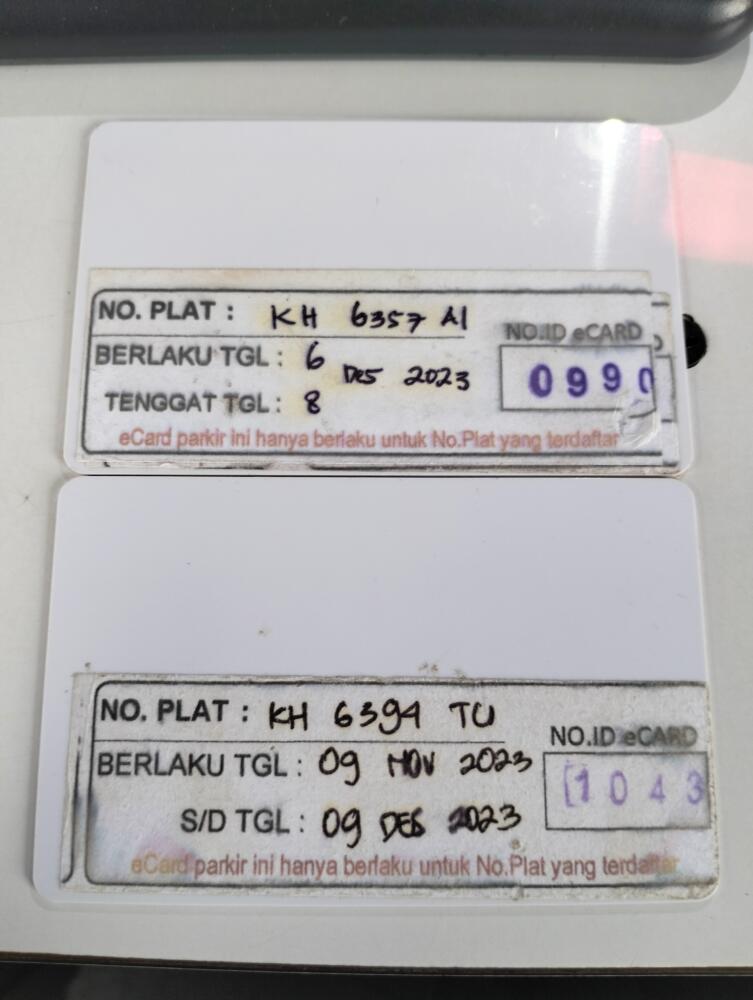 NO. PLAT : KH 6357 AI
NO.ID eCARD
BERLAKU TGL : 6
Des 2023
0990
TENGGAT TGL : 8
eCard parkir ini hanya berlaku untuk No.Plat yang terdaftar
NO. PLAT : KH 6394 TU
NO.ID eCARD
BERLAKU TGL : 09 NOV 2023
1043
S/D TGL : 09 DES 2023
eCard parkir ini hanya berlaku untuk No.Plat yang terdaftar